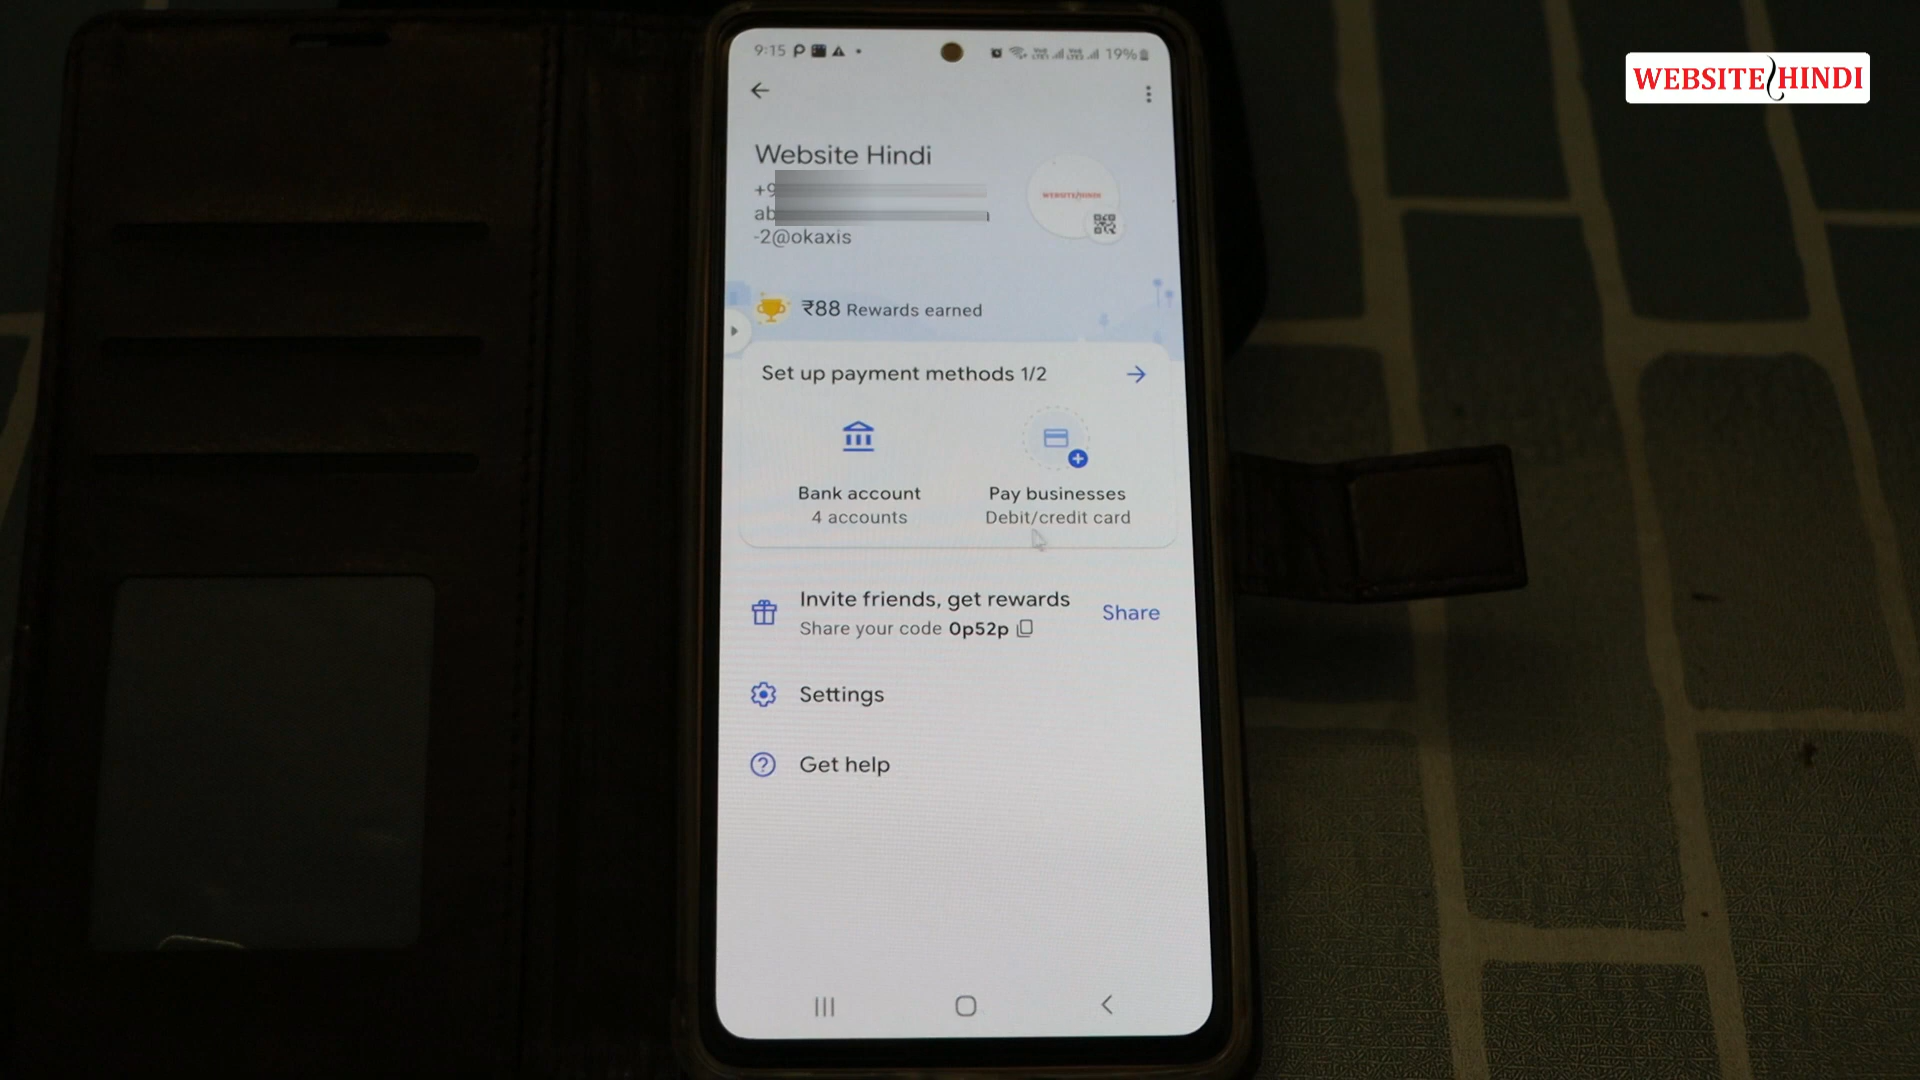 WEBSITE HINDI
9:15
19%
Website Hindi
+9
ab
-2@okaxis
WEBSITE HINDI
₹88 Rewards earned
Set up payment methods 1/2
Bank account
4 accounts
Pay businesses
Debit/credit card
Invite friends, get rewards
Share your code 0p52p
Share
Settings
Get help